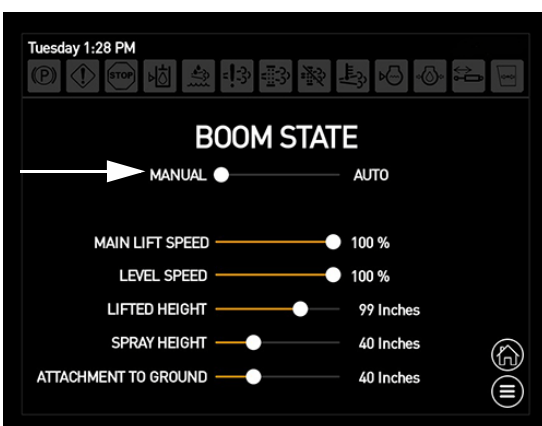 Tuesday 1:28 PM
STOP
BOOM STATE
MANUAL AUTO
MAIN LIFT SPEED 100 %
LEVEL SPEED 100 %
LIFTED HEIGHT 99 Inches
SPRAY HEIGHT 40 Inches
ATTACHMENT TO GROUND 40 Inches